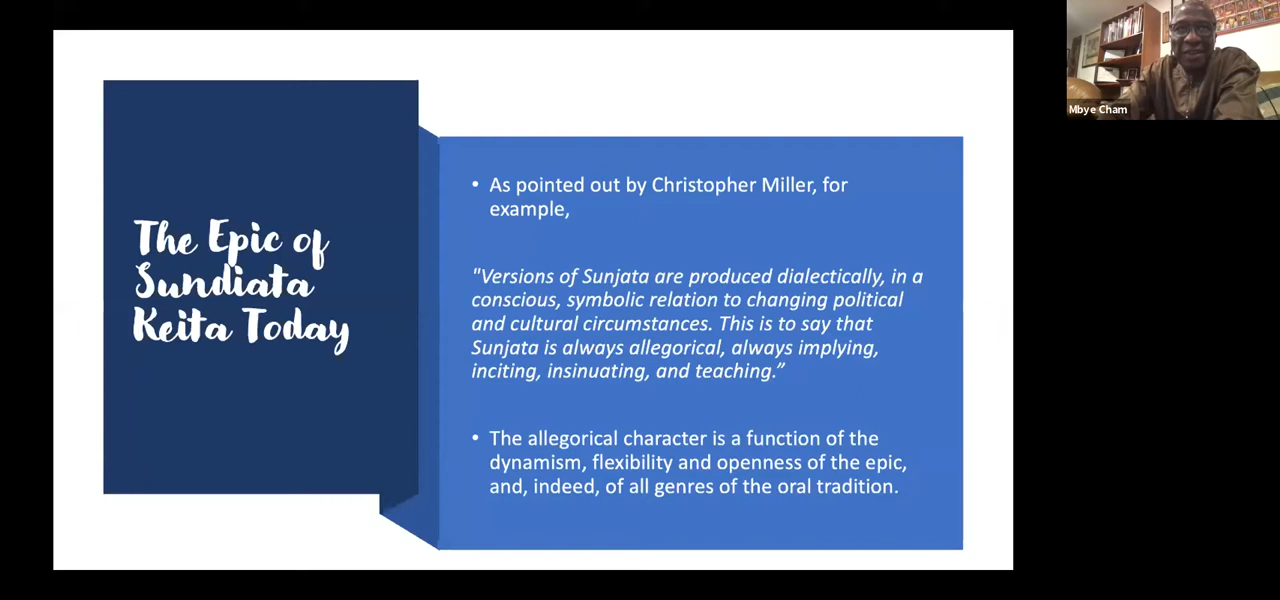 The Epic of
Sundiata
Keita Today
• As pointed out by Christopher Miller, for
example,
"Versions of Sunjata are produced dialectically, in a
conscious, symbolic relation to changing political
and cultural circumstances. This is to say that
Sunjata is always allegorical, always implying,
inciting, insinuating, and teaching.”
• The allegorical character is a function of the
dynamism, flexibility and openness of the epic,
and, indeed, of all genres of the oral tradition.
Mbye Cham